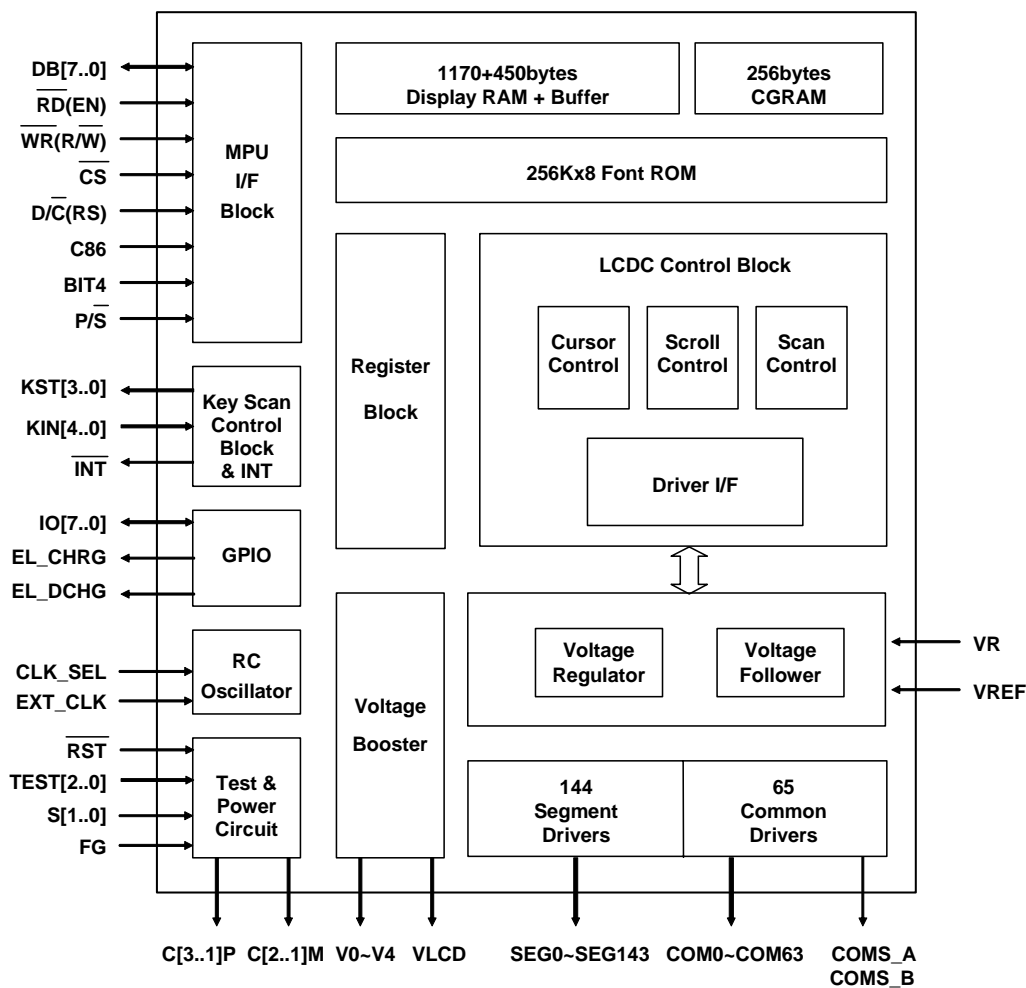 DB[7..0]
RD(EN)
WR(R/W)
CS
D/C(RS)
C86
BIT4
P/S
MPU
I/F
Block
1170+450bytes
Display RAM + Buffer
256bytes
CGRAM
256Kx8 Font ROM
KST[3..0]
KIN[4..0]
INT
Key Scan
Control
Block
& INT
Register
Block
LCDC Control Block
Cursor
Control
Scroll
Control
Scan
Control
Driver I/F
IO[7..0]
EL_CHRG
EL_DCHG
GPIO
CLK_SEL
EXT_CLK
RC
Oscillator
Voltage
Booster
Voltage
Regulator
Voltage
Follower
VR
VREF
RST
TEST[2..0]
S[1..0]
FG
Test &
Power
Circuit
144
Segment
Drivers
65
Common
Drivers
C[3..1]P
C[2..1]M
V0~V4
VLCD
SEG0~SEG143
COM0~COM63
COMS_A
COMS_B